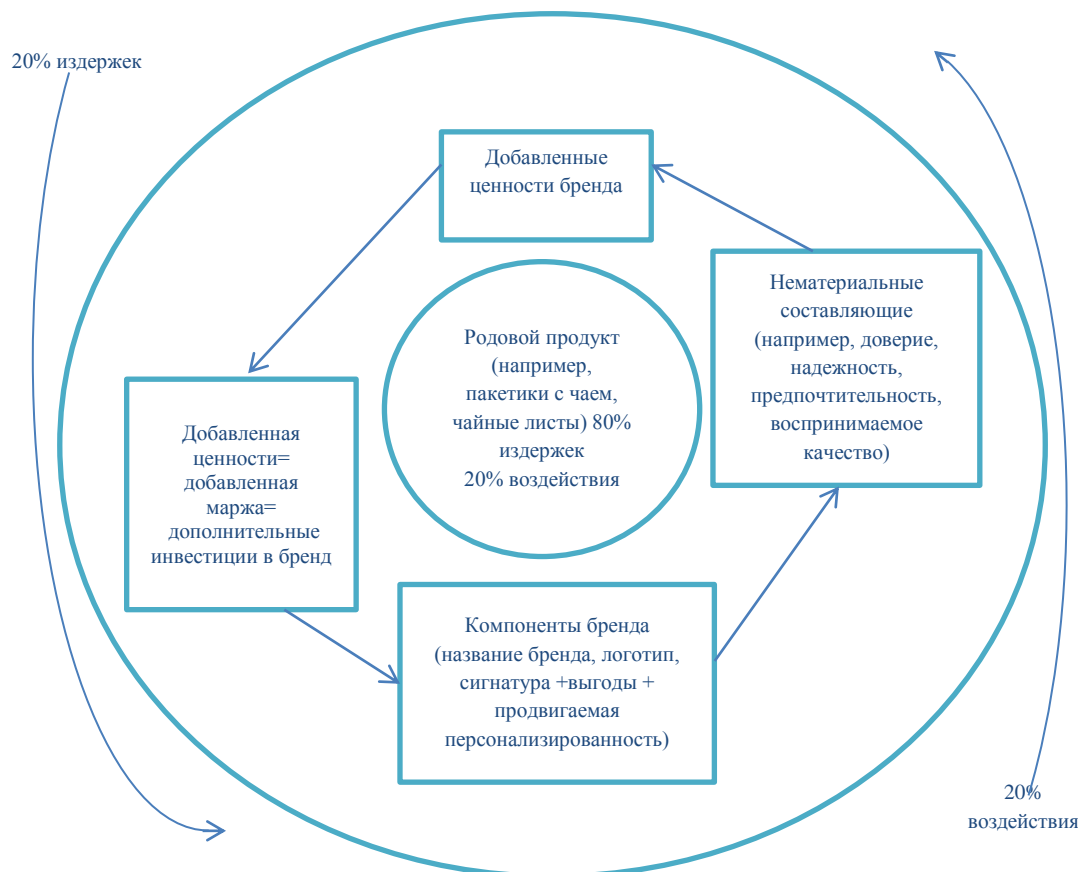 20% издержек
Добавленные
ценности бренда
Нематериальные
составляющие
(например, доверие,
надежность,
предпочтительность,
воспринимаемое
качество)
Родовой продукт
(например,
пакетики с чаем,
чайные листы) 80%
издержек
20% воздействия
Добавленная
ценности=
добавленная
маржа=
дополнительные
инвестиции в бренд
Компоненты бренда
(название бренда, логотип,
сигнатура +выгоды +
продвигаемая
персонализированность)
20%
воздействия